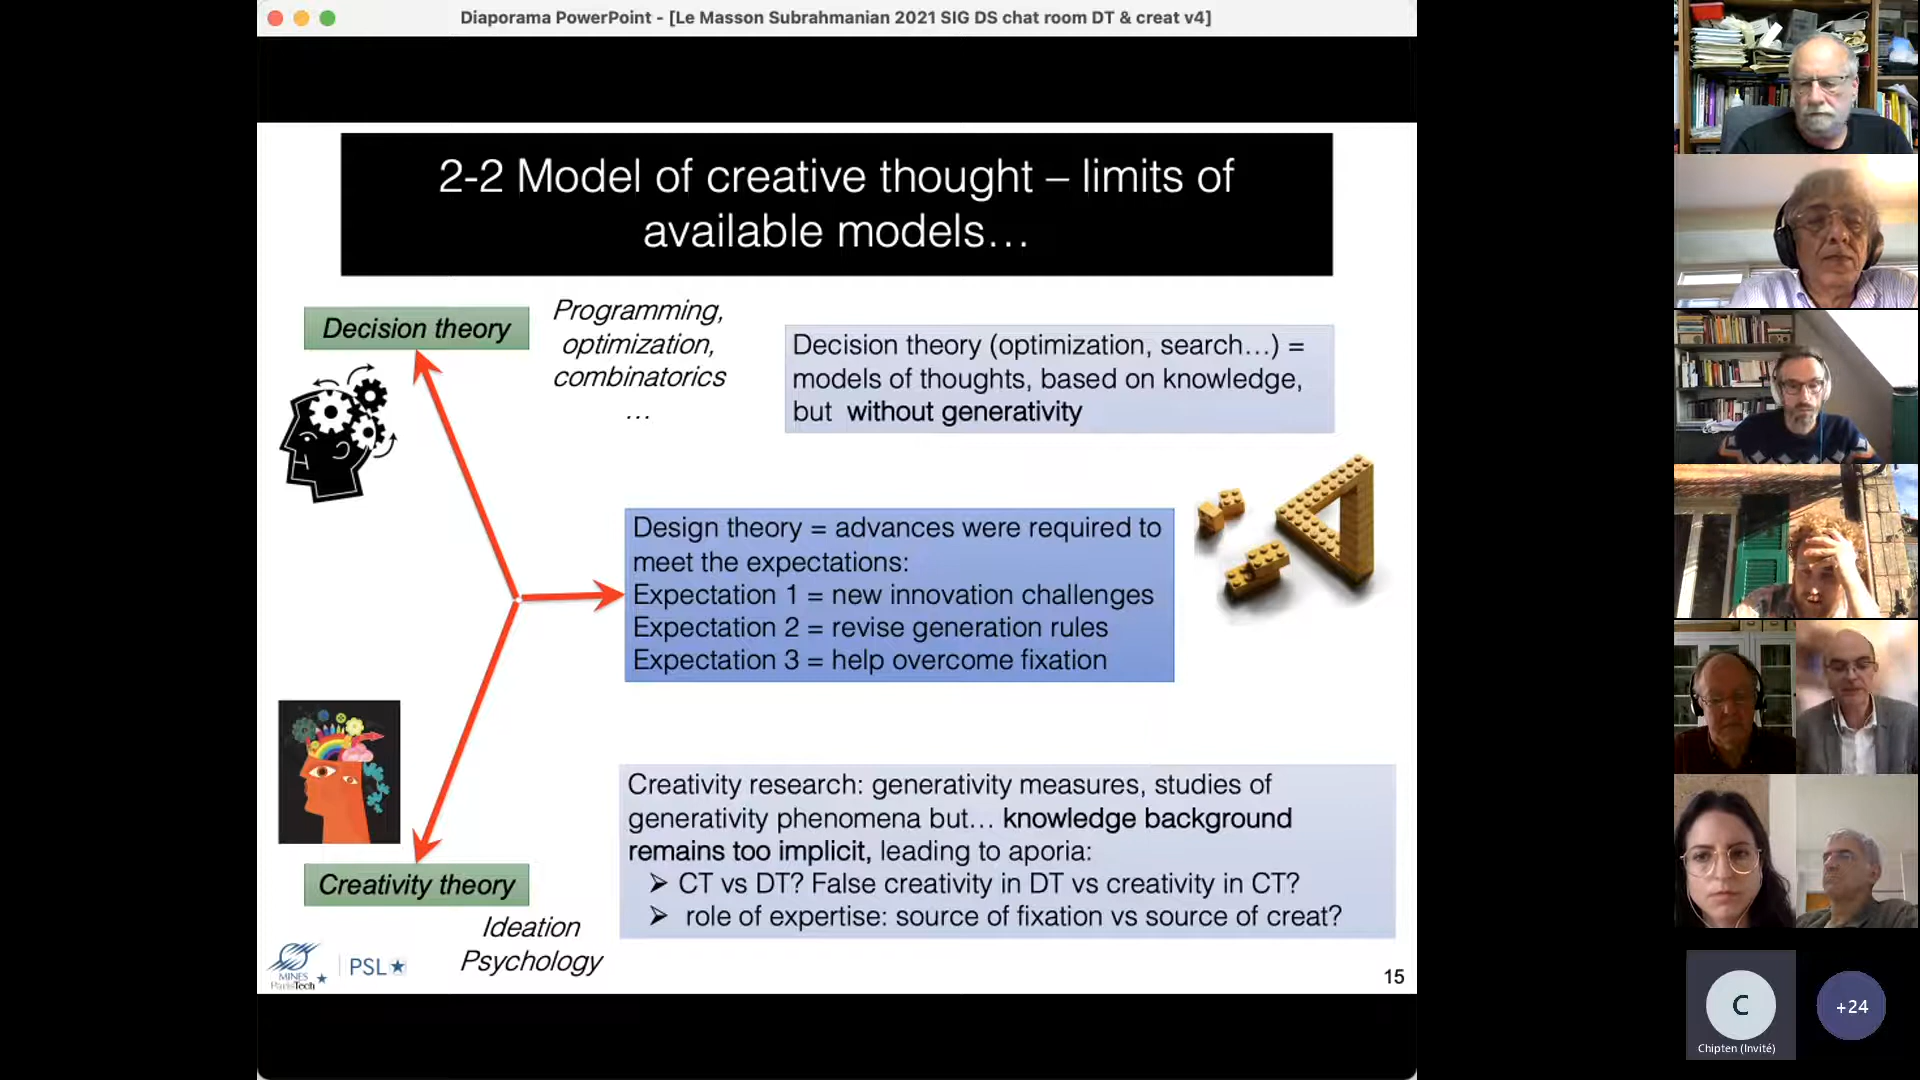 Diaporama PowerPoint - [Le Masson Subrahmanian 2021 SIG DS chat room DT & creat v4]
2-2 Model of creative thought – limits of
available models…
Decision theory
Programming,
optimization,
combinatorics
…
Decision theory (optimization, search…) =
models of thoughts, based on knowledge,
but without generativity
Design theory = advances were required to
meet the expectations:
Expectation 1 = new innovation challenges
Expectation 2 = revise generation rules
Expectation 3 = help overcome fixation
Creativity research: generativity measures, studies of
generativity phenomena but… knowledge background
remains too implicit, leading to aporia:
➢ CT vs DT? False creativity in DT vs creativity in CT?
➢ role of expertise: source of fixation vs source of creat?
Creativity theory
Ideation
Psychology
MINES
ParisTech
PSL
15
C
Chipten (Invité)
+24